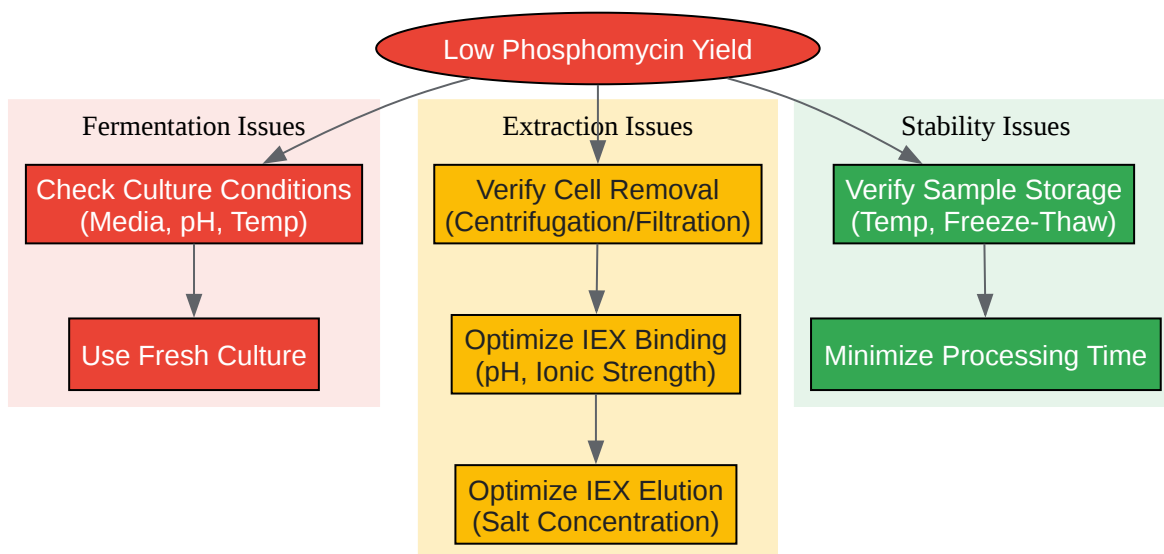 Low Phosphomycin Yield
Fermentation Issues
Check Culture Conditions
(Media, pH, Temp)
Use Fresh Culture
Extraction Issues
Verify Cell Removal
(Centrifugation/Filtration)
Optimize IEX Binding
(pH, Ionic Strength)
Optimize IEX Elution
(Salt Concentration)
Stability Issues
Verify Sample Storage
(Temp, Freeze-Thaw)
Minimize Processing Time